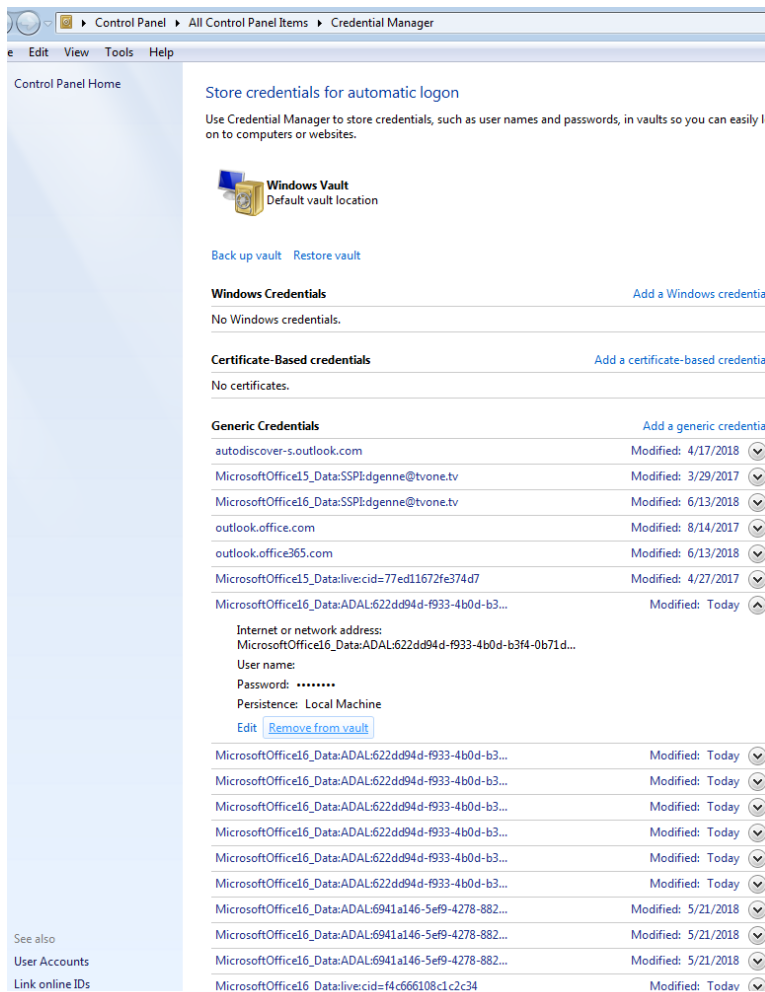 Control Panel ▸ All Control Panel Items ▸ Credential Manager
e Edit View Tools Help
Control Panel Home
Store credentials for automatic logon
Use Credential Manager to store credentials, such as user names and passwords, in vaults so you can easily l
on to computers or websites.
Windows Vault
Default vault location
Back up vault Restore vault
Windows Credentials Add a Windows credentia
No Windows credentials.
Certificate-Based credentials Add a certificate-based credentia
No certificates.
Generic Credentials Add a generic credentia
autodiscover-s.outlook.com Modified: 4/17/2018
MicrosoftOffice15_Data:SSPI:dgenne@tvone.tv Modified: 3/29/2017
MicrosoftOffice16_Data:SSPI:dgenne@tvone.tv Modified: 6/13/2018
outlook.office.com Modified: 8/14/2017
outlook.office365.com Modified: 6/13/2018
MicrosoftOffice15_Data:live:cid=77ed11672fe374d7 Modified: 4/27/2017
MicrosoftOffice16_Data:ADAL:622dd94d-f933-4b0d-b3... Modified: Today
Internet or network address:
MicrosoftOffice16_Data:ADAL:622dd94d-f933-4b0d-b3f4-0b71d...
User name:
Password: ••••••••
Persistence: Local Machine
Edit Remove from vault
MicrosoftOffice16_Data:ADAL:622dd94d-f933-4b0d-b3... Modified: Today
MicrosoftOffice16_Data:ADAL:622dd94d-f933-4b0d-b3... Modified: Today
MicrosoftOffice16_Data:ADAL:622dd94d-f933-4b0d-b3... Modified: Today
MicrosoftOffice16_Data:ADAL:622dd94d-f933-4b0d-b3... Modified: Today
MicrosoftOffice16_Data:ADAL:622dd94d-f933-4b0d-b3... Modified: Today
MicrosoftOffice16_Data:ADAL:622dd94d-f933-4b0d-b3... Modified: Today
MicrosoftOffice16_Data:ADAL:6941a146-5ef9-4278-882... Modified: 5/21/2018
MicrosoftOffice16_Data:ADAL:6941a146-5ef9-4278-882... Modified: 5/21/2018
MicrosoftOffice16_Data:ADAL:6941a146-5ef9-4278-882... Modified: 5/21/2018
MicrosoftOffice16_Data:live:cid=f4c666108c1c2c34 Modified: Today
See also
User Accounts
Link online IDs